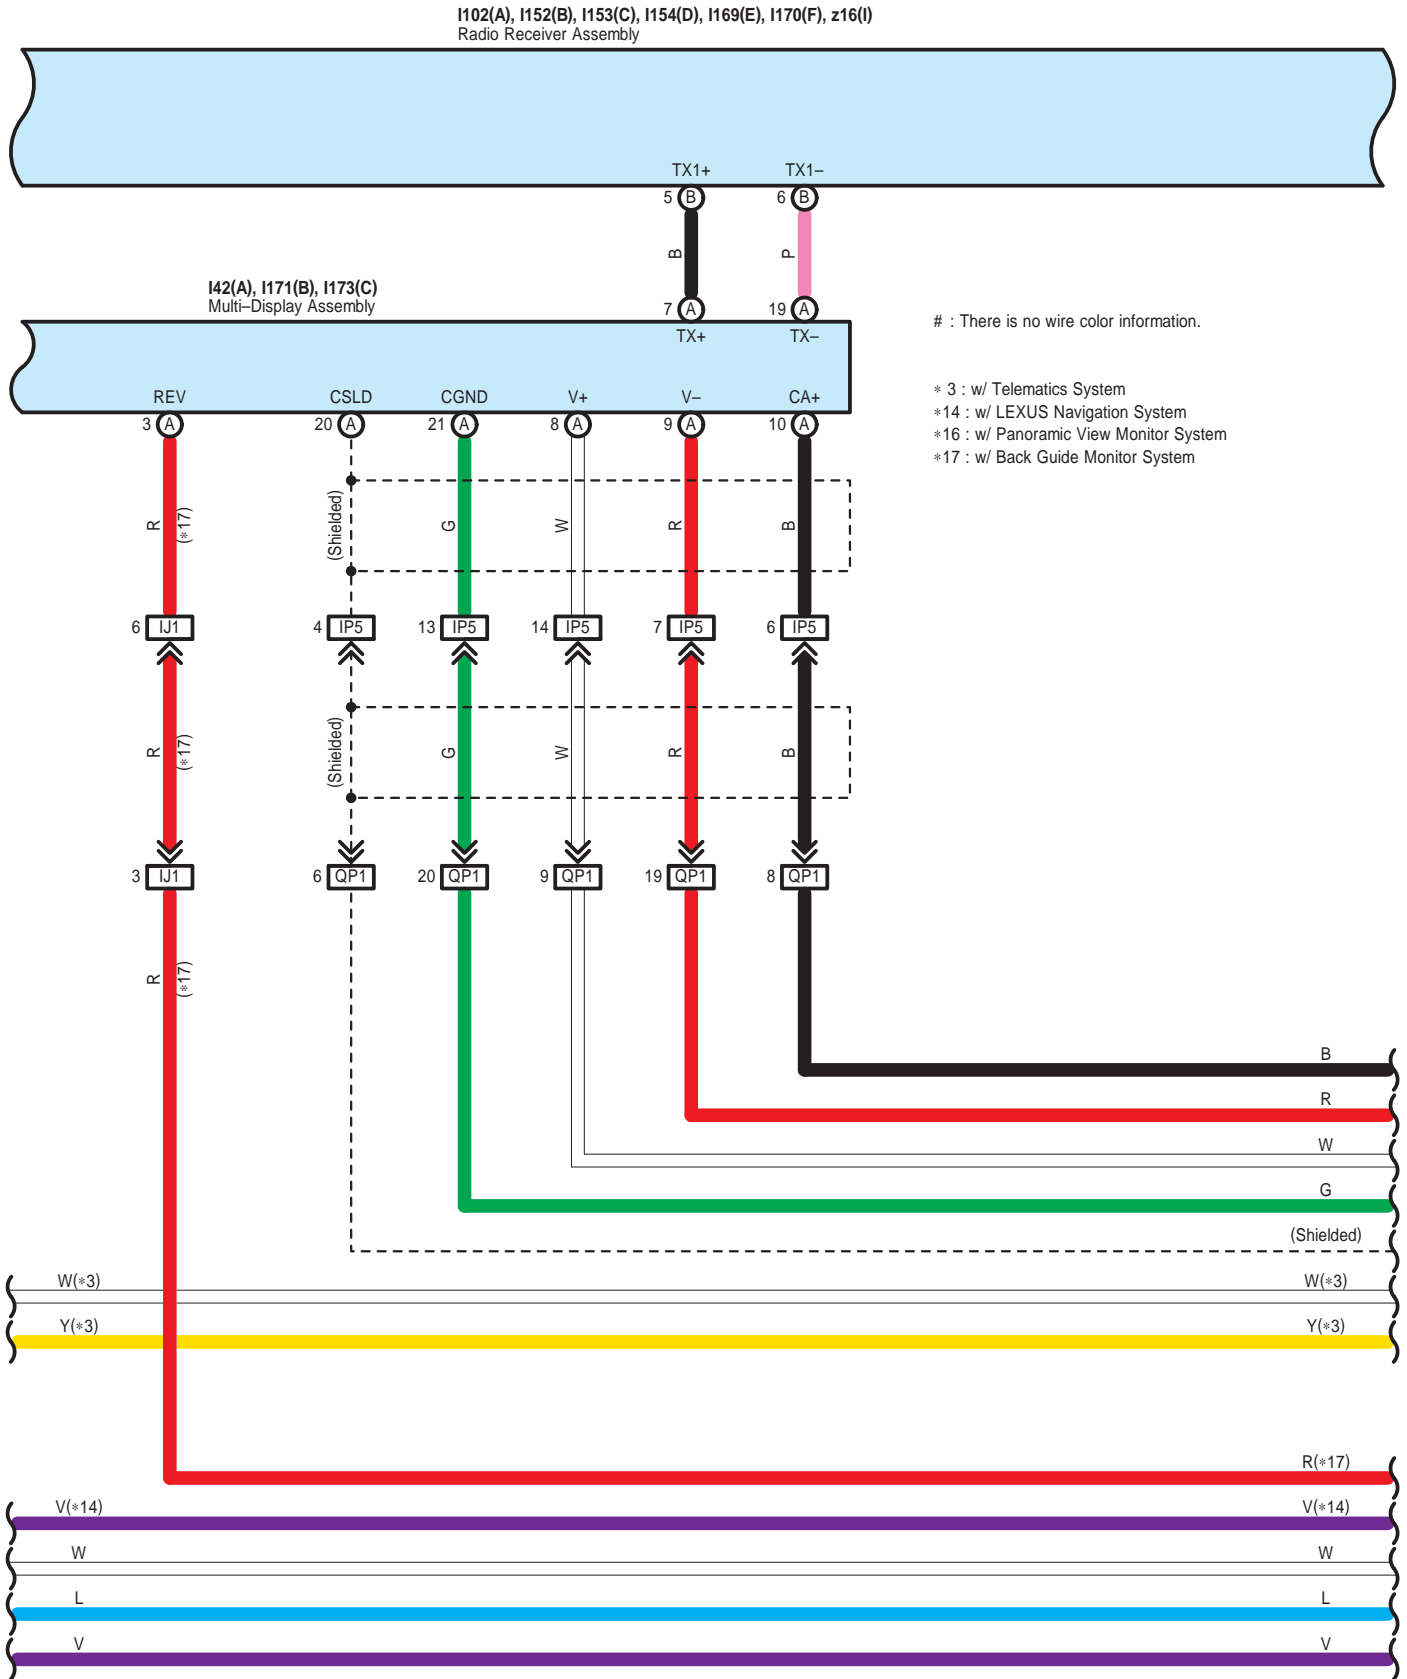 I102(A), I152(B), I153(C), I154(D), I169(E), I170(F), z16(I)
Radio Receiver Assembly
TX1+ TX1–
5 B 6 B
B P
I42(A), I171(B), I173(C)
Multi–Display Assembly
7 A 19 A
TX+ TX–
# : There is no wire color information.
∗ 3 : w/ Telematics System
∗14 : w/ LEXUS Navigation System
∗16 : w/ Panoramic View Monitor System
∗17 : w/ Back Guide Monitor System
REV CSLD CGND V+ V– CA+
3 A 20 A 21 A 8 A 9 A 10 A
R (∗17) (Shielded) G W R B
6 IJ1 4 IP5 13 IP5 14 IP5 7 IP5 6 IP5
R (∗17) (Shielded) G W R B
3 IJ1 6 QP1 20 QP1 9 QP1 19 QP1 8 QP1
R (∗17)
B
R
W
G
(Shielded)
W(∗3) W(∗3)
Y(∗3) Y(∗3)
R(∗17)
V(∗14) V(∗14)
W W
L L
V V